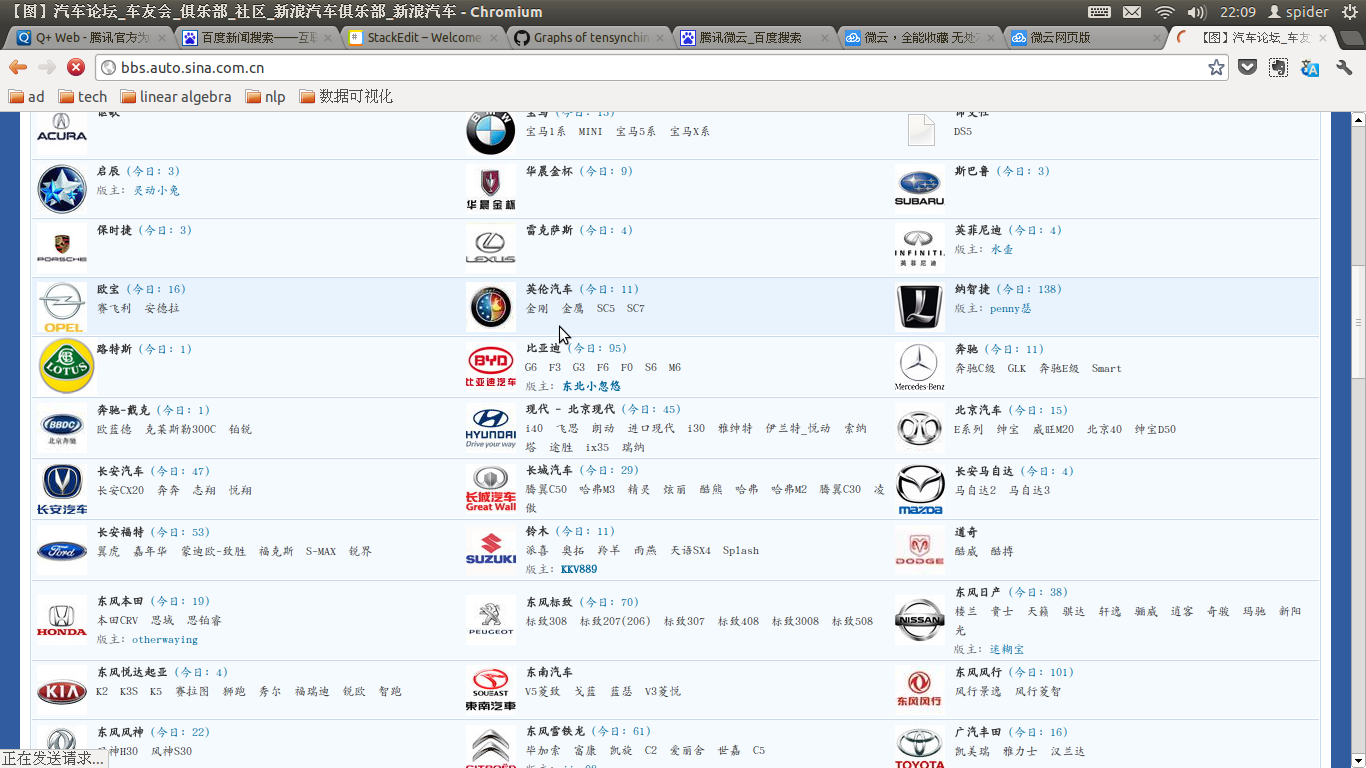 【图】汽车论坛_车友会_俱乐部_社区_新浪汽车俱乐部_新浪汽车 - Chromium
22:09 spider
Q+ Web - 腾讯官方为
百度新闻搜索——互联
StackEdit – Welcome
Graphs of tensynchin
腾讯微云_百度搜索
微云，全能收藏 无处不
微云网页版
【图】汽车论坛_车友
bbs.auto.sina.com.cn
ad tech linear algebra nlp 数据可视化
ACURA
宝马 (今日: 13)
宝马1系 MINI 宝马5系 宝马X系
DS5
启辰 (今日: 3)
版主: 灵动小兔
华晨金杯
华晨金杯 (今日: 9)
SUBARU
斯巴鲁 (今日: 3)
PORSCHE
保时捷 (今日: 3)
LEXUS
雷克萨斯 (今日: 4)
INFINITI
英菲尼迪
英菲尼迪 (今日: 4)
版主: 水壶
OPEL
欧宝 (今日: 16)
赛飞利 安德拉
英伦汽车 (今日: 11)
金刚 金鹰 SC5 SC7
纳智捷 (今日: 138)
版主: penny瑟
LOTUS
路特斯 (今日: 1)
BYD
比亚迪汽车
比亚迪 (今日: 95)
G6 F3 G3 F6 F0 S6 M6
版主: 东北小忽悠
Mercedes-Benz
奔驰 (今日: 11)
奔驰C级 GLK 奔驰E级 Smart
BBDC
北京奔驰
奔驰-戴克 (今日: 1)
欧蓝德 克莱斯勒300C 铂锐
HYUNDAI
Drive your way
现代 - 北京现代 (今日: 45)
i40 飞思 朗动 进口现代 i30 雅绅特 伊兰特_悦动 索纳
塔 途胜 ix35 瑞纳
北京汽车 (今日: 15)
E系列 绅宝 威旺M20 北京40 绅宝D50
长安汽车
长安汽车 (今日: 47)
长安CX20 奔奔 志翔 悦翔
长城汽车
Great Wall
长城汽车 (今日: 29)
腾翼C50 哈弗M3 精灵 炫丽 酷熊 哈弗 哈弗M2 腾翼C30 凌
傲
mazda
长安马自达 (今日: 4)
马自达2 马自达3
Ford
长安福特 (今日: 53)
翼虎 嘉年华 蒙迪欧-致胜 福克斯 S-MAX 锐界
SUZUKI
铃木 (今日: 11)
派喜 奥拓 羚羊 雨燕 天语SX4 Splash
版主: KKV889
DODGE
道奇
酷威 酷搏
HONDA
东风本田 (今日: 19)
本田CRV 思域 思铂睿
版主: otherwaying
PEUGEOT
东风标致 (今日: 70)
标致308 标致207(206) 标致307 标致408 标致3008 标致508
NISSAN
东风日产 (今日: 38)
楼兰 贵士 天籁 骐达 轩逸 骊威 逍客 奇骏 玛驰 新阳
光
版主: 迷糊宝
KIA
东风悦达起亚 (今日: 4)
K2 K3S K5 赛拉图 狮跑 秀尔 福瑞迪 锐欧 智跑
SOUEAST
東南汽車
东南汽车
V5菱致 戈蓝 蓝瑟 V3菱悦
东风风行
东风风行 (今日: 101)
风行景逸 风行菱智
东风风神 (今日: 22)
风神H30 风神S30
CITROËN
东风雪铁龙 (今日: 61)
毕加索 富康 凯旋 C2 爱丽舍 世嘉 C5
TOYOTA
广汽丰田 (今日: 16)
凯美瑞 雅力士 汉兰达
正在发送请求...